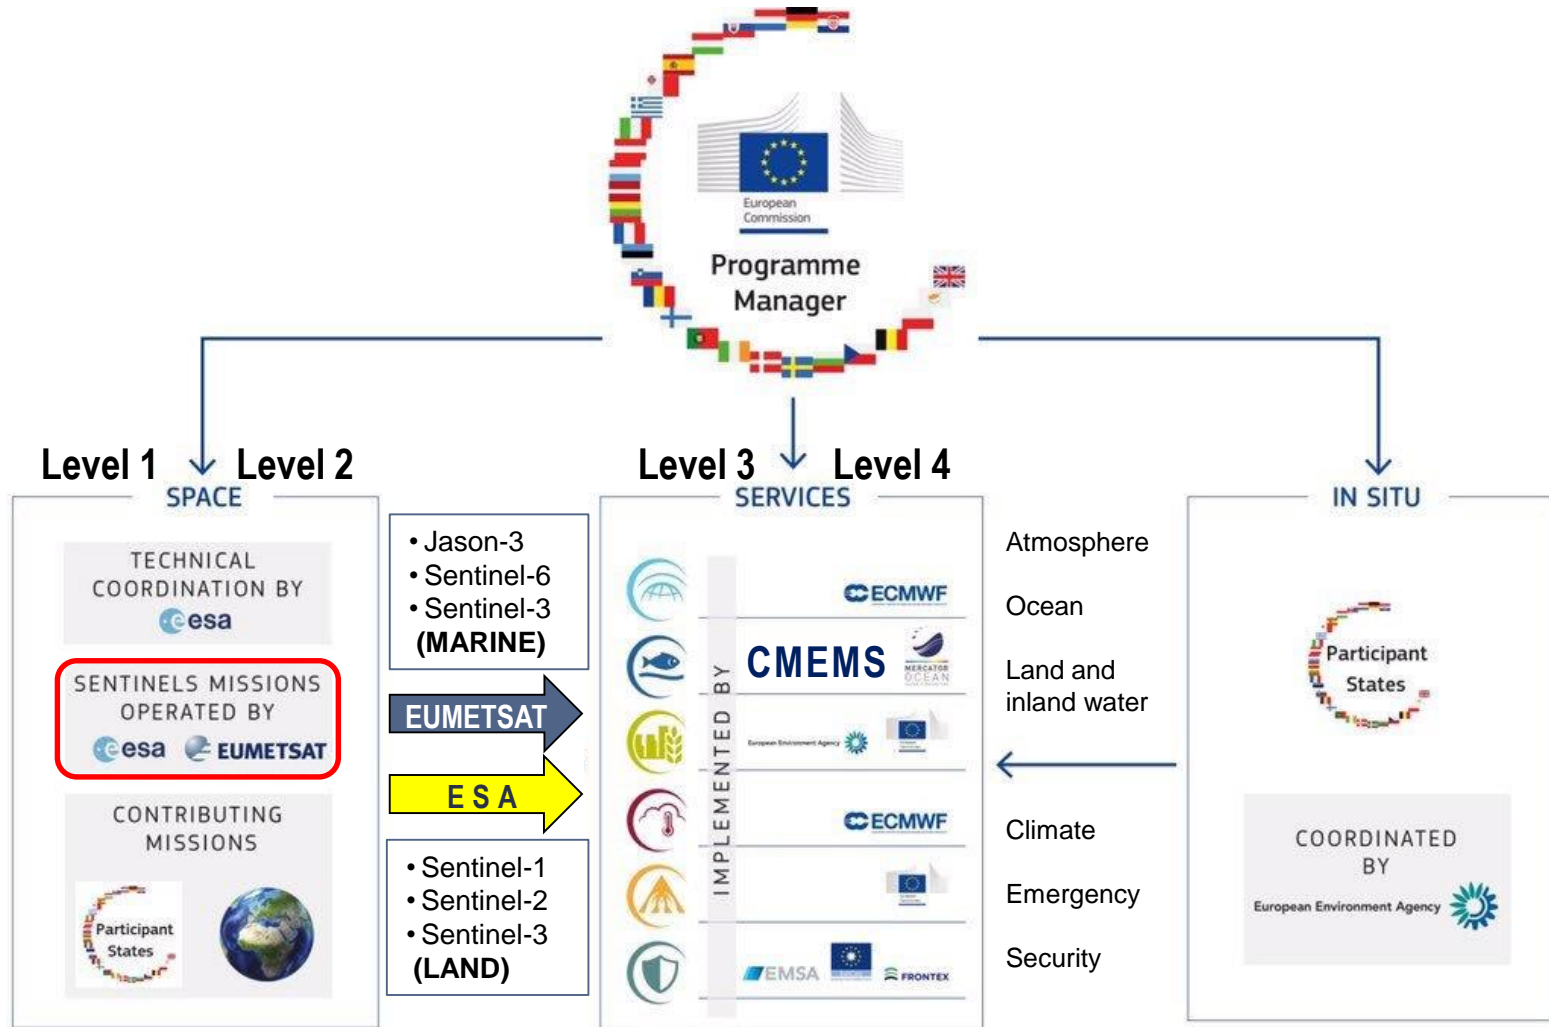 European
Commission
Programme
Manager
Level 1
Level 2
Level 3
Level 4
SPACE
TECHNICAL
COORDINATION BY
esa
SENTINELS MISSIONS
OPERATED BY
esa EUMETSAT
CONTRIBUTING
MISSIONS
Participant
States
• Jason-3
• Sentinel-6
• Sentinel-3
(MARINE)
EUMETSAT
E S A
• Sentinel-1
• Sentinel-2
• Sentinel-3
(LAND)
SERVICES
IMPLEMENTED BY
ECMWF
CMEMS
MERCATOR
OCEAN
European Environment Agency
ECMWF
EMSA
FRONTEX
Atmosphere
Ocean
Land and
inland water
Climate
Emergency
Security
IN SITU
Participant
States
COORDINATED
BY
European Environment Agency